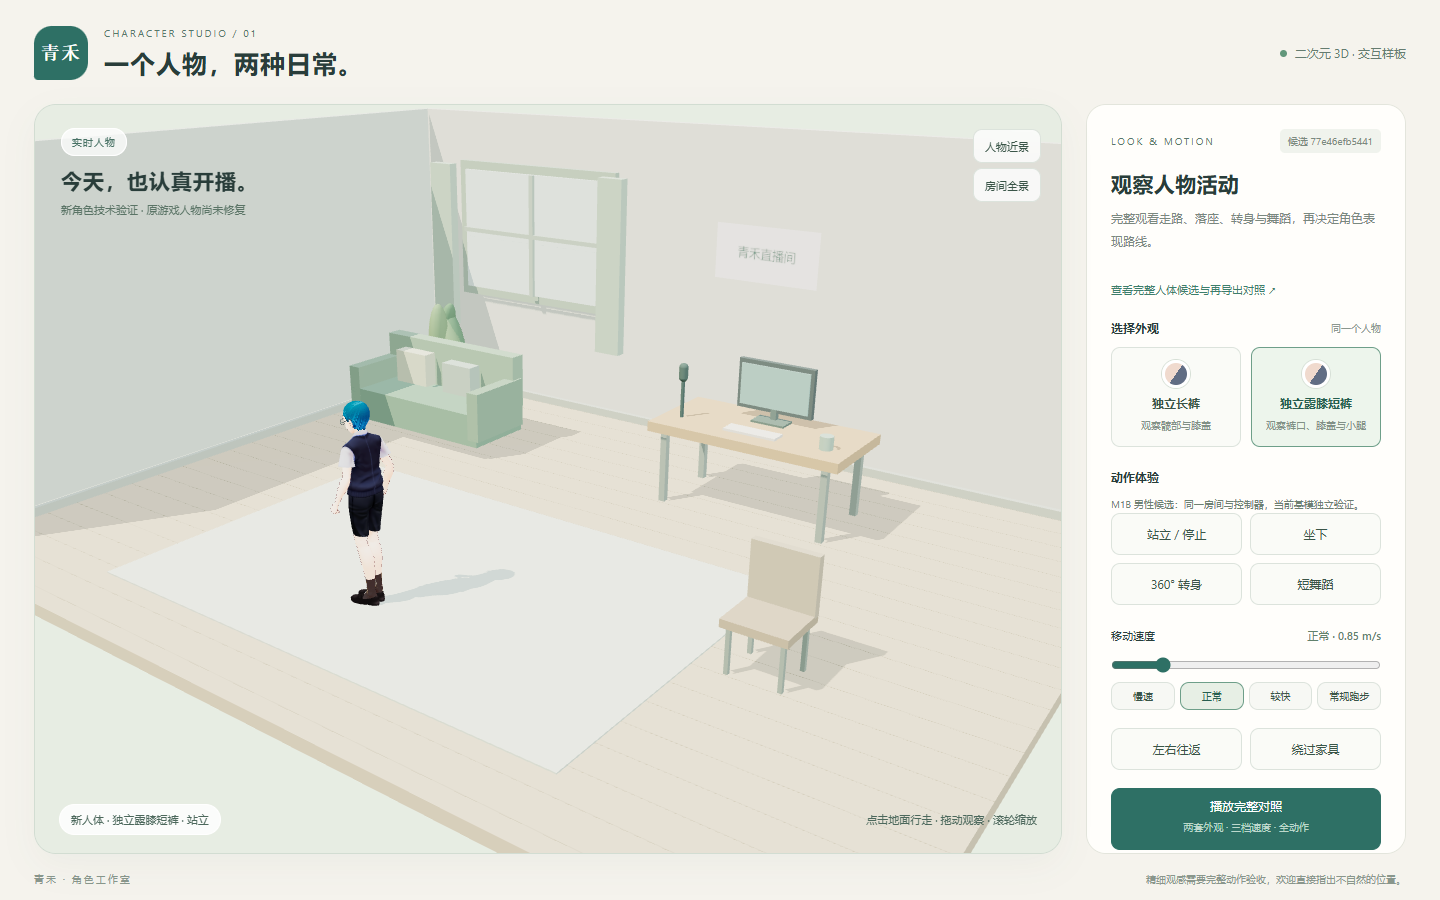 青禾
CHARACTER STUDIO / 01
一个人物，两种日常。
二次元 3D · 交互样板
实时人物
今天，也认真开播。
新角色技术验证 · 原游戏人物尚未修复
人物近景
房间全景
青禾直播间
新人体 · 独立露膝短裤 · 站立
点击地面行走 · 拖动观察 · 滚轮缩放
LOOK & MOTION
候选 77e46efb5441
观察人物活动
完整观看走路、落座、转身与舞蹈，再决定角色表
现路线。
查看完整人体候选与再导出对照 ↗
选择外观
同一个人物
独立长裤
观察髋部与膝盖
独立露膝短裤
观察裤口、膝盖与小腿
动作体验
M1B 男性候选：同一房间与控制器，当前基模独立验证。
站立 / 停止
坐下
360° 转身
短舞蹈
移动速度
正常 · 0.85 m/s
慢速
正常
较快
常规跑步
左右往返
绕过家具
播放完整对照
两套外观 · 三档速度 · 全动作
青禾 · 角色工作室
精细观感需要完整动作验收，欢迎直接指出不自然的位置。